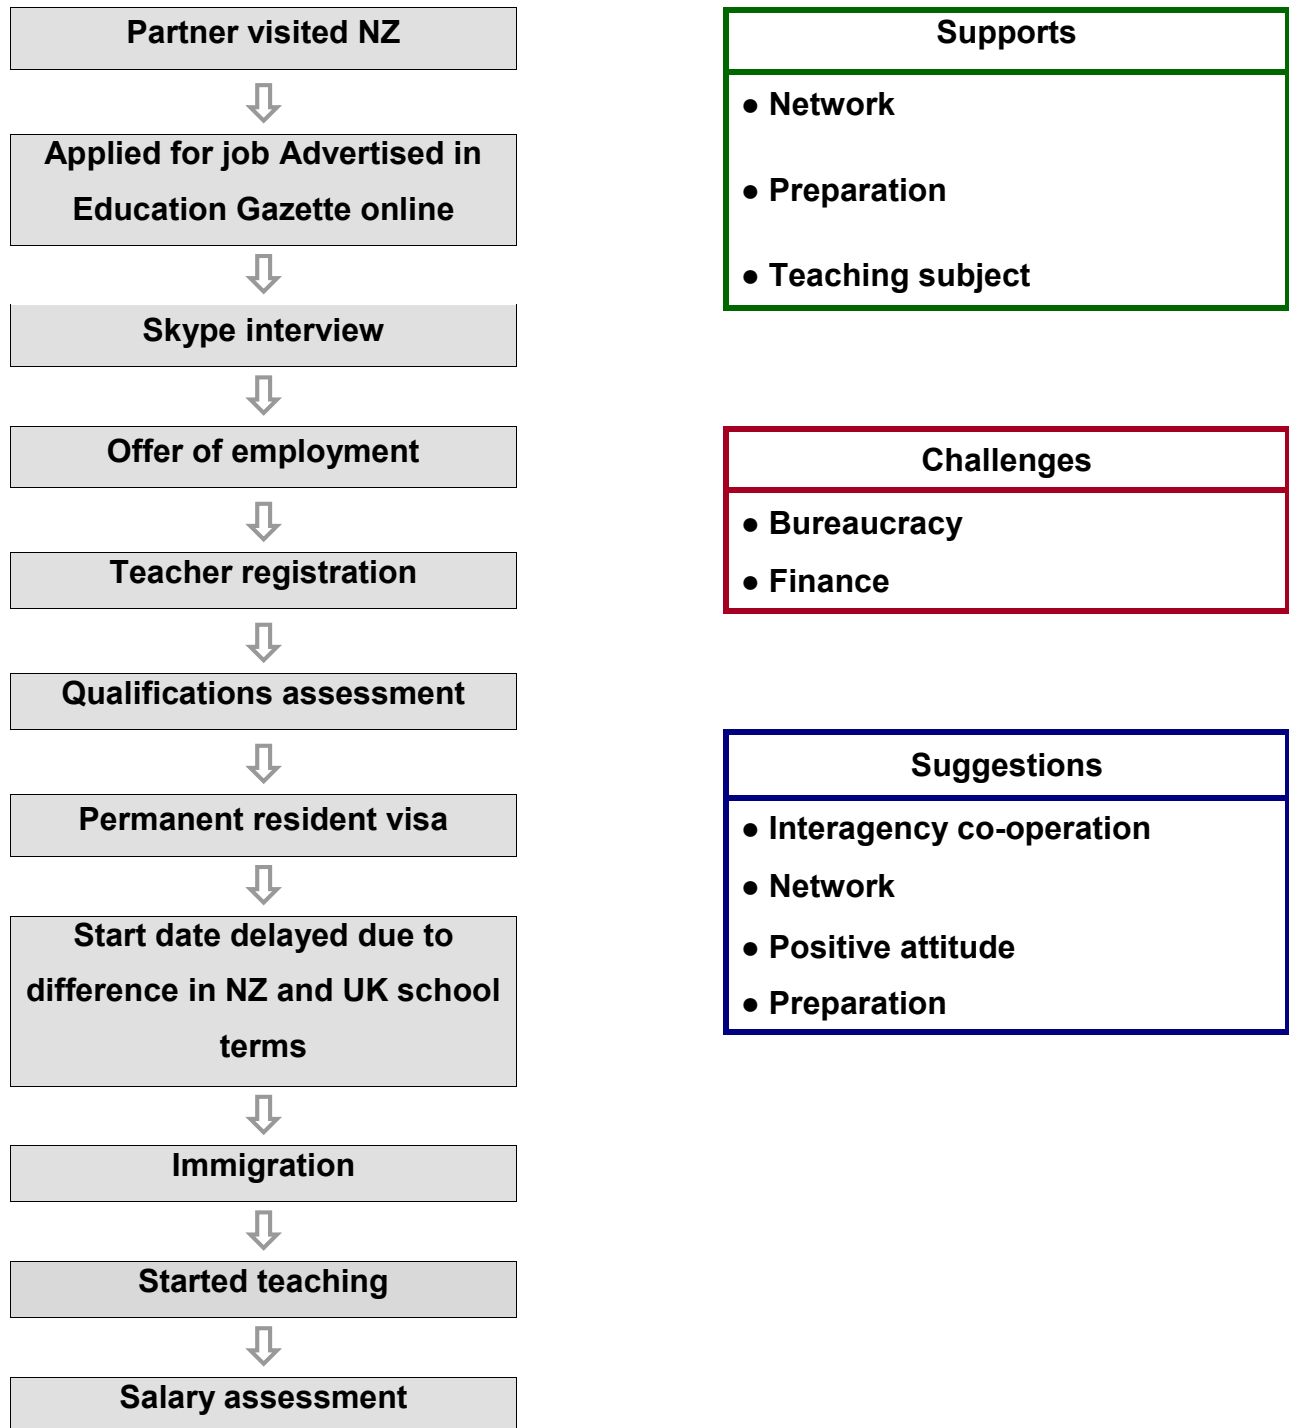 Partner visited NZ
Applied for job Advertised in
Education Gazette online
Skype interview
Offer of employment
Teacher registration
Qualifications assessment
Permanent resident visa
Start date delayed due to
difference in NZ and UK school
terms
Immigration
Started teaching
Salary assessment
Supports
● Network
● Preparation
● Teaching subject
Challenges
● Bureaucracy
● Finance
Suggestions
● Interagency co-operation
● Network
● Positive attitude
● Preparation